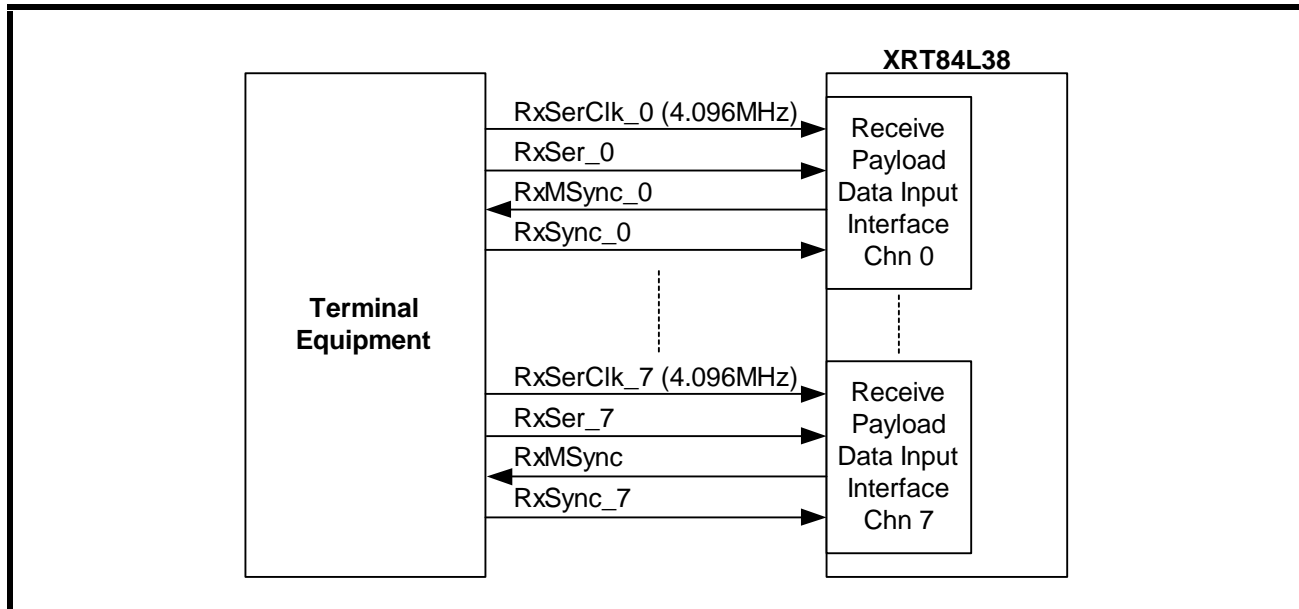 XRT84L38
Terminal
Equipment
RxSerClk_0 (4.096MHz)
RxSer_0
RxMSync_0
RxSync_0
Receive
Payload
Data Input
Interface
Chn 0
RxSerClk_7 (4.096MHz)
RxSer_7
RxMSync
RxSync_7
Receive
Payload
Data Input
Interface
Chn 7